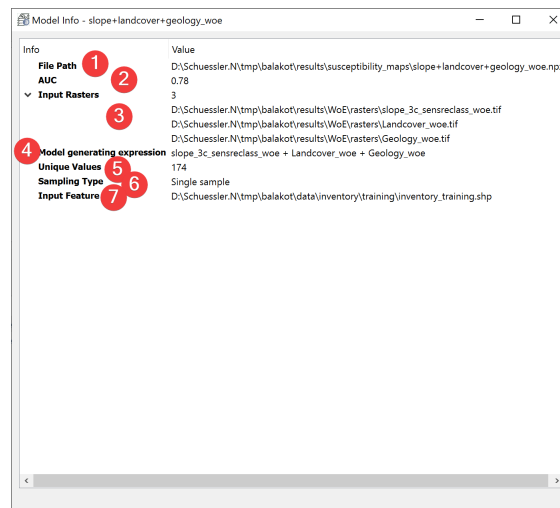 Model Info - slope+landcover+geology_woe
Info Value
File Path 1 D:\Schuessler.N\tmp\balakot\results\susceptibility_maps\slope+landcover+geology_woe.np
AUC 2 0.78
Input Rasters 3
3 D:\Schuessler.N\tmp\balakot\results\WoE\rasters\slope_3c_sensreclass_woe.tif
D:\Schuessler.N\tmp\balakot\results\WoE\rasters\Landcover_woe.tif
D:\Schuessler.N\tmp\balakot\results\WoE\rasters\Geology_woe.tif
4 Model generating expression slope_3c_sensreclass_woe + Landcover_woe + Geology_woe
Unique Values 5 174
Sampling Type 6 Single sample
Input Feature 7 D:\Schuessler.N\tmp\balakot\data\inventory\training\inventory_training.shp